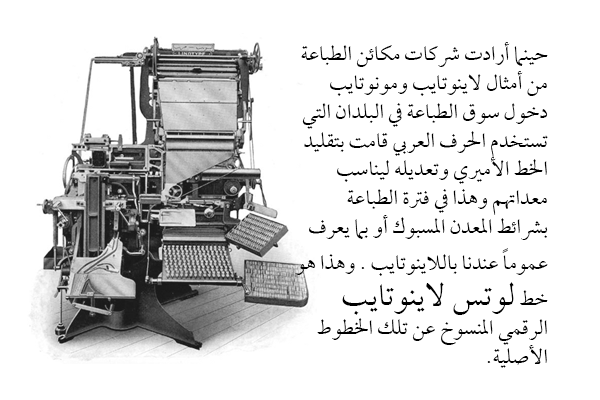 حينما أرادت شركات مكائن الطباعة
من أمثال لاينوتايب ومونوتايب
دخول سوق الطباعة في البلدان التي
تستخدم الحرف العربي قامت بتقليد
الخط الأميري وتعديله ليناسب
معداتهم وهذا في فترة الطباعة
بشرائط المعدن المسبوك أو بما يعرف
عموماً عندنا باللاينوتايب . وهذا هو
خط لوتس لاينوتايب
الرقمي المنسوخ عن تلك الخطوط
الأصلية.